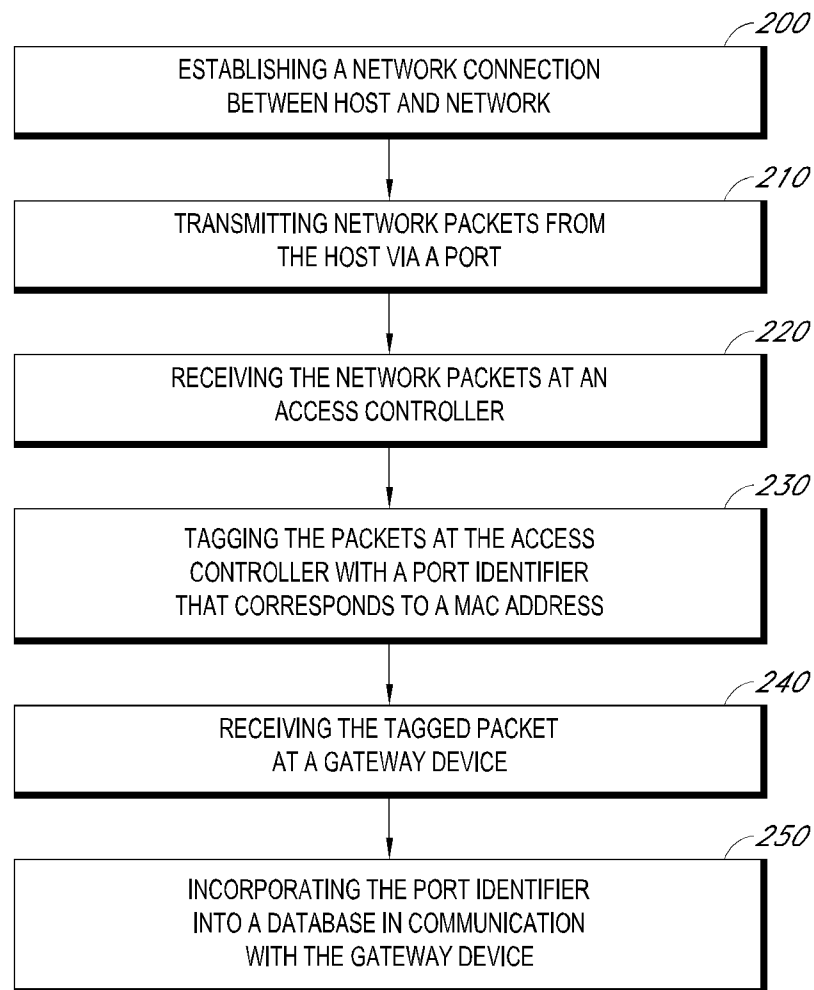 200
ESTABLISHING A NETWORK CONNECTION
BETWEEN HOST AND NETWORK
210
TRANSMITTING NETWORK PACKETS FROM
THE HOST VIA A PORT
220
RECEIVING THE NETWORK PACKETS AT AN
ACCESS CONTROLLER
230
TAGGING THE PACKETS AT THE ACCESS
CONTROLLER WITH A PORT IDENTIFIER
THAT CORRESPONDS TO A MAC ADDRESS
240
RECEIVING THE TAGGED PACKET
AT A GATEWAY DEVICE
250
INCORPORATING THE PORT IDENTIFIER
INTO A DATABASE IN COMMUNICATION
WITH THE GATEWAY DEVICE